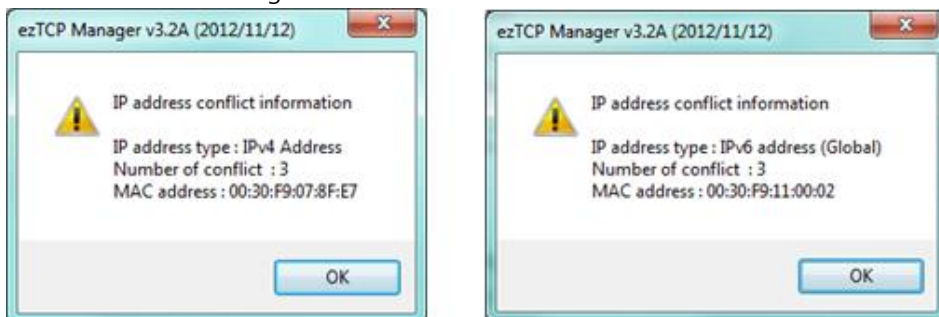 ezTCP Manager v3.2A (2012/11/12)
IP address conflict information
IP address type : IPv4 Address
Number of conflict : 3
MAC address : 00:30:F9:07:8F:E7
OK
ezTCP Manager v3.2A (2012/11/12)
IP address conflict information
IP address type : IPv6 address (Global)
Number of conflict : 3
MAC address : 00:30:F9:11:00:02
OK